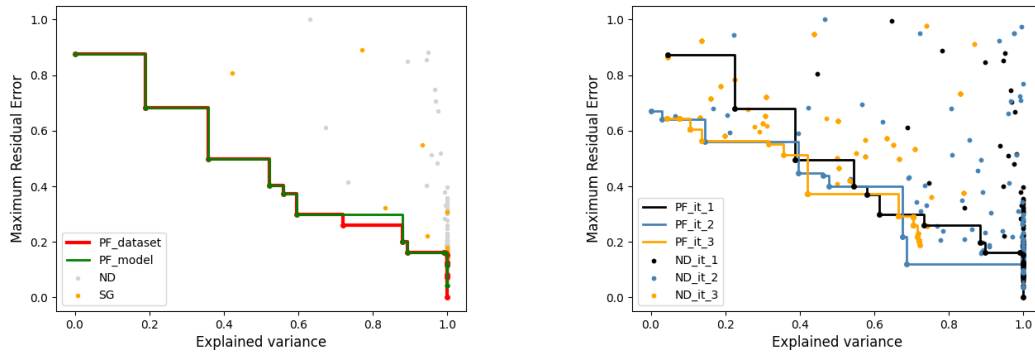 Maximum Residual Error
1.0
0.8
0.6
0.4
0.2
0.0
PF_dataset
PF_model
ND
SG
0.0 0.2 0.4 0.6 0.8 1.0
Explained variance
Maximum Residual Error
1.0
0.8
0.6
0.4
0.2
0.0
PF_it_1
PF_it_2
PF_it_3
ND_it_1
ND_it_2
ND_it_3
0.0 0.2 0.4 0.6 0.8 1.0
Explained variance